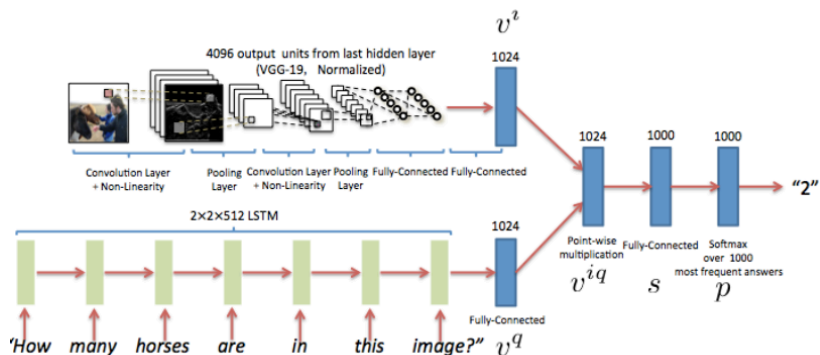 vⁱ
4096 output units from last hidden layer
(VGG-19, Normalized)
1024
Convolution Layer
+ Non-Linearity
Pooling
Layer
Convolution Layer
+ Non-Linearity
Pooling
Layer
Fully-Connected
Fully-Connected
1024
1000
1000
"2"
Point-wise
multiplication
Fully-Connected
Softmax
over 1000
most frequent answers
v^{iq}
s
p
2×2×512 LSTM
1024
Fully-Connected
"How many horses are in this image?"
v^q